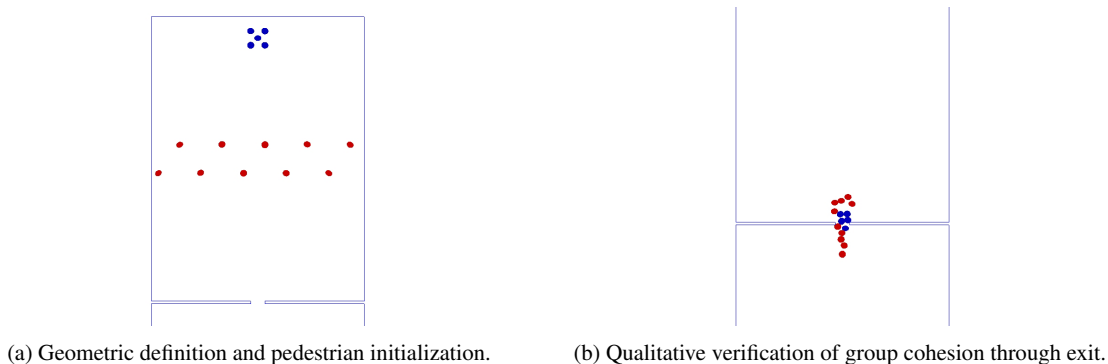 (a) Geometric definition and pedestrian initialization.
(b) Qualitative verification of group cohesion through exit.